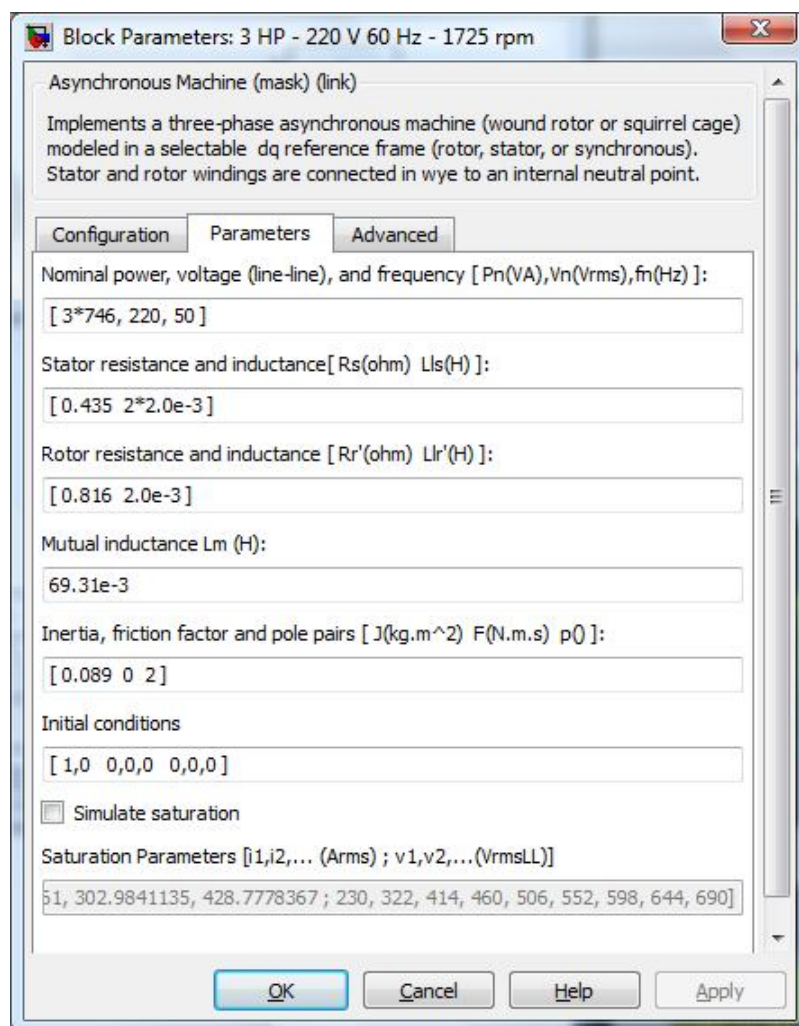 Block Parameters: 3 HP - 220 V 60 Hz - 1725 rpm
Asynchronous Machine (mask) (link)
Implements a three-phase asynchronous machine (wound rotor or squirrel cage)
modeled in a selectable dq reference frame (rotor, stator, or synchronous).
Stator and rotor windings are connected in wye to an internal neutral point.
Configuration Parameters Advanced
Nominal power, voltage (line-line), and frequency [ Pn(VA),Vn(Vrms),fn(Hz) ]:
[ 3*746, 220, 50 ]
Stator resistance and inductance[ Rs(ohm) Lls(H) ]:
[ 0.435 2*2.0e-3 ]
Rotor resistance and inductance [ Rr'(ohm) Llr'(H) ]:
[ 0.816 2.0e-3 ]
Mutual inductance Lm (H):
69.31e-3
Inertia, friction factor and pole pairs [ J(kg.m^2) F(N.m.s) p() ]:
[ 0.089 0 2 ]
Initial conditions
[ 1,0 0,0,0 0,0,0 ]
Simulate saturation
Saturation Parameters [i1,i2,... (Arms) ; v1,v2,...(VrmsLL)]
51, 302.9841135, 428.7778367 ; 230, 322, 414, 460, 506, 552, 598, 644, 690]
OK Cancel Help Apply